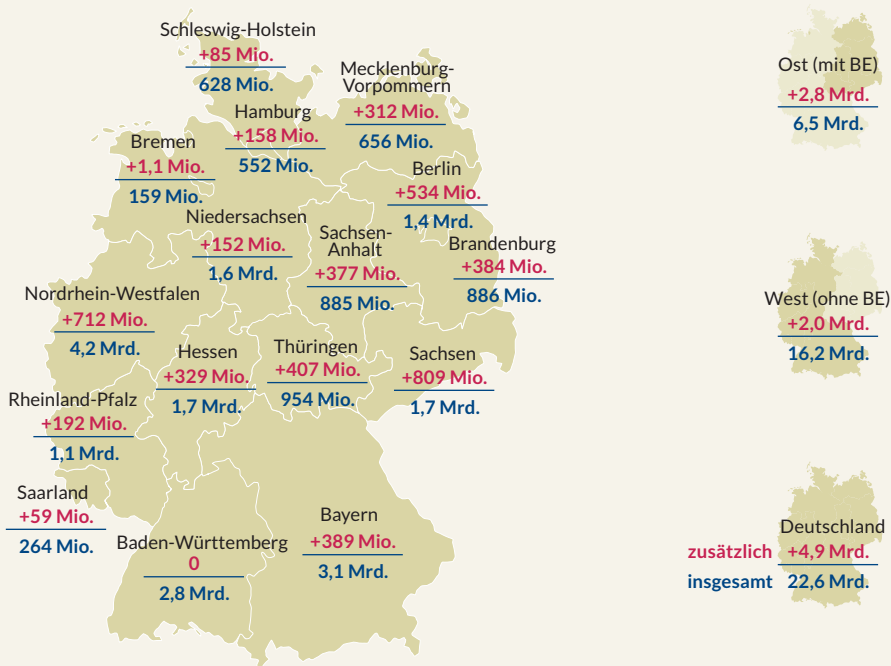 Schleswig-Holstein
+85 Mio.
628 Mio.
Mecklenburg-
Vorpommern
+312 Mio.
656 Mio.
Hamburg
+158 Mio.
552 Mio.
Bremen
+1,1 Mio.
159 Mio.
Berlin
+534 Mio.
1,4 Mrd.
Niedersachsen
+152 Mio.
1,6 Mrd.
Sachsen-
Anhalt
+377 Mio.
885 Mio.
Brandenburg
+384 Mio.
886 Mio.
Nordrhein-Westfalen
+712 Mio.
4,2 Mrd.
Hessen
+329 Mio.
1,7 Mrd.
Thüringen
+407 Mio.
954 Mio.
Sachsen
+809 Mio.
1,7 Mrd.
Rheinland-Pfalz
+192 Mio.
1,1 Mrd.
Saarland
+59 Mio.
264 Mio.
Baden-Württemberg
0
2,8 Mrd.
Bayern
+389 Mio.
3,1 Mrd.
Ost (mit BE)
+2,8 Mrd.
6,5 Mrd.
West (ohne BE)
+2,0 Mrd.
16,2 Mrd.
Deutschland
zusätzlich +4,9 Mrd.
insgesamt 22,6 Mrd.